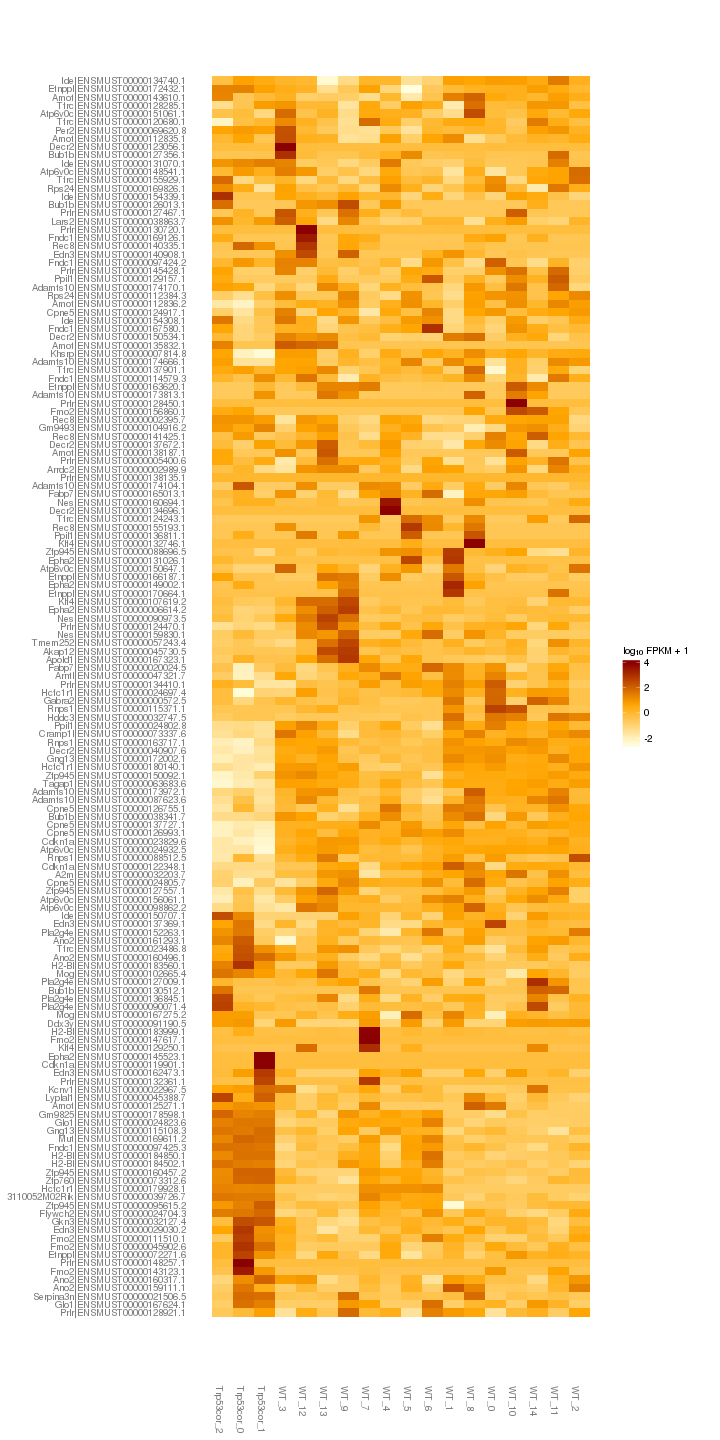 Ide|ENSMUST00000134740.1
Etnppl|ENSMUST00000172432.1
Amot|ENSMUST00000143610.1
Tfrc|ENSMUST00000128285.1
Atp6v0c|ENSMUST00000151061.1
Tfrc|ENSMUST00000120680.1
Per2|ENSMUST00000069620.8
Amot|ENSMUST00000112835.1
Decr2|ENSMUST00000123056.1
Bub1b|ENSMUST00000127356.1
Ide|ENSMUST00000131070.1
Atp6v0c|ENSMUST00000148541.1
Tfrc|ENSMUST00000155929.1
Rps24|ENSMUST00000169826.1
Ide|ENSMUST00000154339.1
Bub1b|ENSMUST00000126013.1
Prlr|ENSMUST00000127467.1
Lars2|ENSMUST00000038863.7
Prlr|ENSMUST00000130720.1
Fndc1|ENSMUST00000169126.1
Rec8|ENSMUST00000140335.1
Edn3|ENSMUST00000140908.1
Fndc1|ENSMUST00000097424.2
Prlr|ENSMUST00000145428.1
Ppil1|ENSMUST00000129157.1
Adamts10|ENSMUST00000174170.1
Rps24|ENSMUST00000112384.3
Amot|ENSMUST00000112836.2
Cpne5|ENSMUST00000124917.1
Ide|ENSMUST00000154308.1
Fndc1|ENSMUST00000167580.1
Decr2|ENSMUST00000150534.1
Amot|ENSMUST00000135832.1
Khsrp|ENSMUST00000007814.8
Adamts10|ENSMUST00000174666.1
Tfrc|ENSMUST00000137901.1
Fndc1|ENSMUST00000114579.3
Etnppl|ENSMUST00000163620.1
Adamts10|ENSMUST00000173813.1
Prlr|ENSMUST00000128450.1
Fmo2|ENSMUST00000156860.1
Rec8|ENSMUST00000002395.7
Gm9493|ENSMUST00000104916.2
Rec8|ENSMUST00000141425.1
Decr2|ENSMUST00000137672.1
Amot|ENSMUST00000138187.1
Prlr|ENSMUST00000005400.6
Arrdc2|ENSMUST00000002989.9
Prlr|ENSMUST00000138135.1
Adamts10|ENSMUST00000174104.1
Fabp7|ENSMUST00000165013.1
Nes|ENSMUST00000160694.1
Decr2|ENSMUST00000134696.1
Tfrc|ENSMUST00000124243.1
Rec8|ENSMUST00000155193.1
Ppil1|ENSMUST00000136811.1
Klf4|ENSMUST00000132746.1
Zfp945|ENSMUST00000088696.5
Epha2|ENSMUST00000131026.1
Atp6v0c|ENSMUST00000150647.1
Etnppl|ENSMUST00000166187.1
Epha2|ENSMUST00000149002.1
Etnppl|ENSMUST00000170664.1
Klf4|ENSMUST00000107619.2
Epha2|ENSMUST00000006614.2
Nes|ENSMUST00000090973.5
Prlr|ENSMUST00000124470.1
Nes|ENSMUST00000159830.1
Tmem252|ENSMUST00000057243.4
Akap12|ENSMUST00000045730.5
Apold1|ENSMUST00000167323.1
Fabp7|ENSMUST00000020024.5
Arntl|ENSMUST00000047321.7
Prlr|ENSMUST00000134410.1
Hcfc1r1|ENSMUST00000024697.4
Gabra2|ENSMUST00000000572.5
Rnps1|ENSMUST00000115371.1
Hddc3|ENSMUST00000032747.5
Ppil1|ENSMUST00000024802.8
Cramp1l|ENSMUST00000073337.6
Rnps1|ENSMUST00000163717.1
Decr2|ENSMUST00000040907.6
Gng13|ENSMUST00000172002.1
Hcfc1r1|ENSMUST00000180140.1
Zfp945|ENSMUST00000150092.1
Tagap1|ENSMUST00000063683.6
Adamts10|ENSMUST00000173972.1
Adamts10|ENSMUST00000087623.6
Cpne5|ENSMUST00000126755.1
Bub1b|ENSMUST00000038341.7
Cpne5|ENSMUST00000137727.1
Cpne5|ENSMUST00000126993.1
Cdkn1a|ENSMUST00000023829.6
Atp6v0c|ENSMUST00000024932.5
Rnps1|ENSMUST00000088512.5
Cdkn1a|ENSMUST00000122348.1
A2m|ENSMUST00000032203.7
Cpne5|ENSMUST00000024805.7
Zfp945|ENSMUST00000127557.1
Atp6v0c|ENSMUST00000156061.1
Atp6v0c|ENSMUST00000098862.2
Ide|ENSMUST00000150707.1
Edn3|ENSMUST00000137369.1
Pla2g4e|ENSMUST00000152263.1
Ano2|ENSMUST00000161293.1
Tfrc|ENSMUST00000023486.8
Ano2|ENSMUST00000160496.1
H2-Bl|ENSMUST00000183560.1
Mog|ENSMUST00000102665.4
Pla2g4e|ENSMUST00000127009.1
Bub1b|ENSMUST00000130512.1
Pla2g4e|ENSMUST00000136845.1
Pla2g4e|ENSMUST00000090071.4
Mog|ENSMUST00000167275.2
Ddx3y|ENSMUST00000091190.5
H2-Bl|ENSMUST00000183999.1
Fmo2|ENSMUST00000147617.1
Klf4|ENSMUST00000129250.1
Epha2|ENSMUST00000145523.1
Cdkn1a|ENSMUST00000119901.1
Edn3|ENSMUST00000162473.1
Prlr|ENSMUST00000132361.1
Kcnv1|ENSMUST00000022967.5
Lyplal1|ENSMUST00000045388.7
Amot|ENSMUST00000125271.1
Gm9825|ENSMUST00000178598.1
Glo1|ENSMUST00000024823.6
Gng13|ENSMUST00000115108.3
Mut|ENSMUST00000169611.2
Fndc1|ENSMUST00000097425.3
H2-Bl|ENSMUST00000184850.1
H2-Bl|ENSMUST00000184502.1
Zfp945|ENSMUST00000160457.2
Zfp760|ENSMUST00000073312.6
Hcfc1r1|ENSMUST00000179928.1
3110052M02Rik|ENSMUST00000039726.7
Zfp945|ENSMUST00000095615.2
Flywch2|ENSMUST00000024704.3
Gkn3|ENSMUST00000032127.4
Edn3|ENSMUST00000029030.2
Fmo2|ENSMUST00000111510.1
Fmo2|ENSMUST00000045902.6
Etnppl|ENSMUST00000072271.6
Prlr|ENSMUST00000148257.1
Fmo2|ENSMUST00000143123.1
Ano2|ENSMUST00000160317.1
Ano2|ENSMUST00000159111.1
Serpina3n|ENSMUST00000021506.5
Glo1|ENSMUST00000167624.1
Prlr|ENSMUST00000128921.1
log₁₀ FPKM + 1
4
2
0
-2
Trp53cor_2
Trp53cor_0
Trp53cor_1
WT_3
WT_12
WT_13
WT_9
WT_7
WT_4
WT_5
WT_6
WT_1
WT_8
WT_0
WT_10
WT_14
WT_11
WT_2